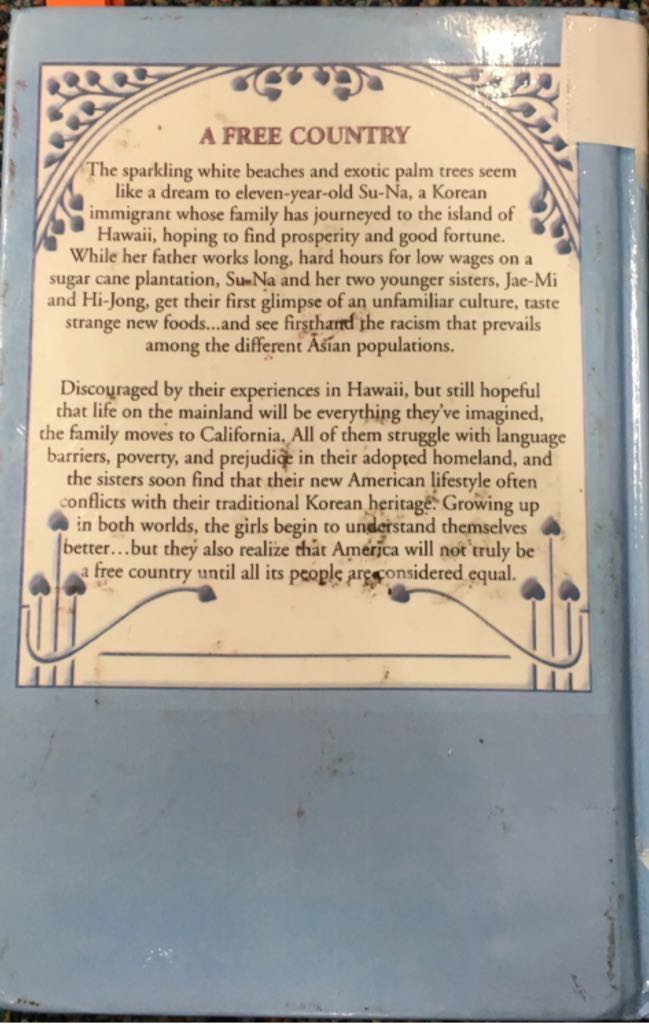 A FREE COUNTRY
The sparkling white beaches and exotic palm trees seem
like a dream to eleven-year-old Su-Na, a Korean
immigrant whose family has journeyed to the island of
Hawaii, hoping to find prosperity and good fortune.
While her father works long, hard hours for low wages on a
sugar cane plantation, Su-Na and her two younger sisters, Jae-Mi
and Hi-Jong, get their first glimpse of an unfamiliar culture, taste
strange new foods...and see firsthand the racism that prevails
among the different Asian populations.
Discouraged by their experiences in Hawaii, but still hopeful
that life on the mainland will be everything they've imagined,
the family moves to California. All of them struggle with language
barriers, poverty, and prejudice in their adopted homeland, and
the sisters soon find that their new American lifestyle often
conflicts with their traditional Korean heritage. Growing up
in both worlds, the girls begin to understand themselves
better...but they also realize that America will not truly be
a free country until all its people are considered equal.